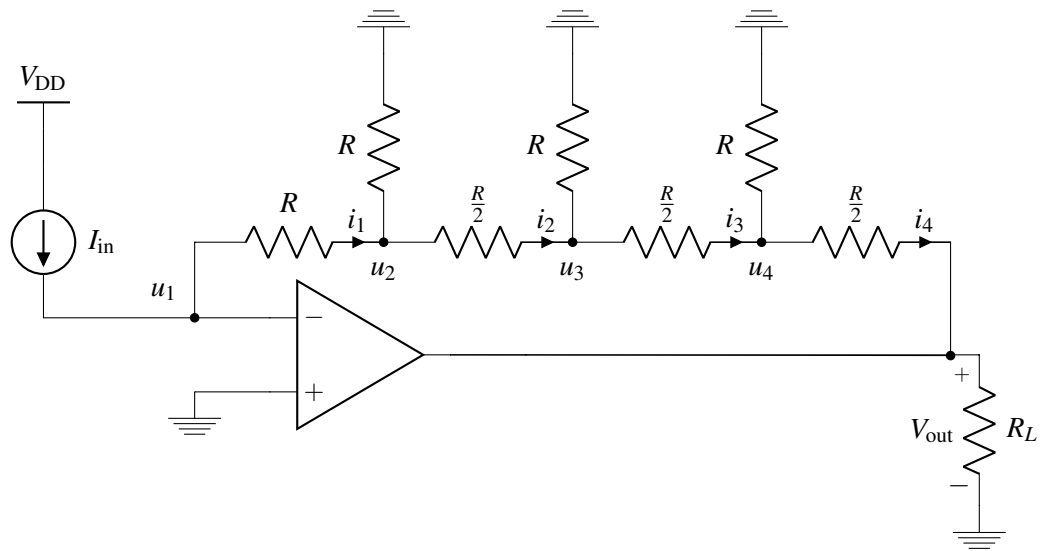 V_DD
R R R
R i_1 R/2 i_2 R/2 i_3 R/2 i_4
I_in
u_2 u_3 u_4
u_1
−
+
+
V_out R_L
−